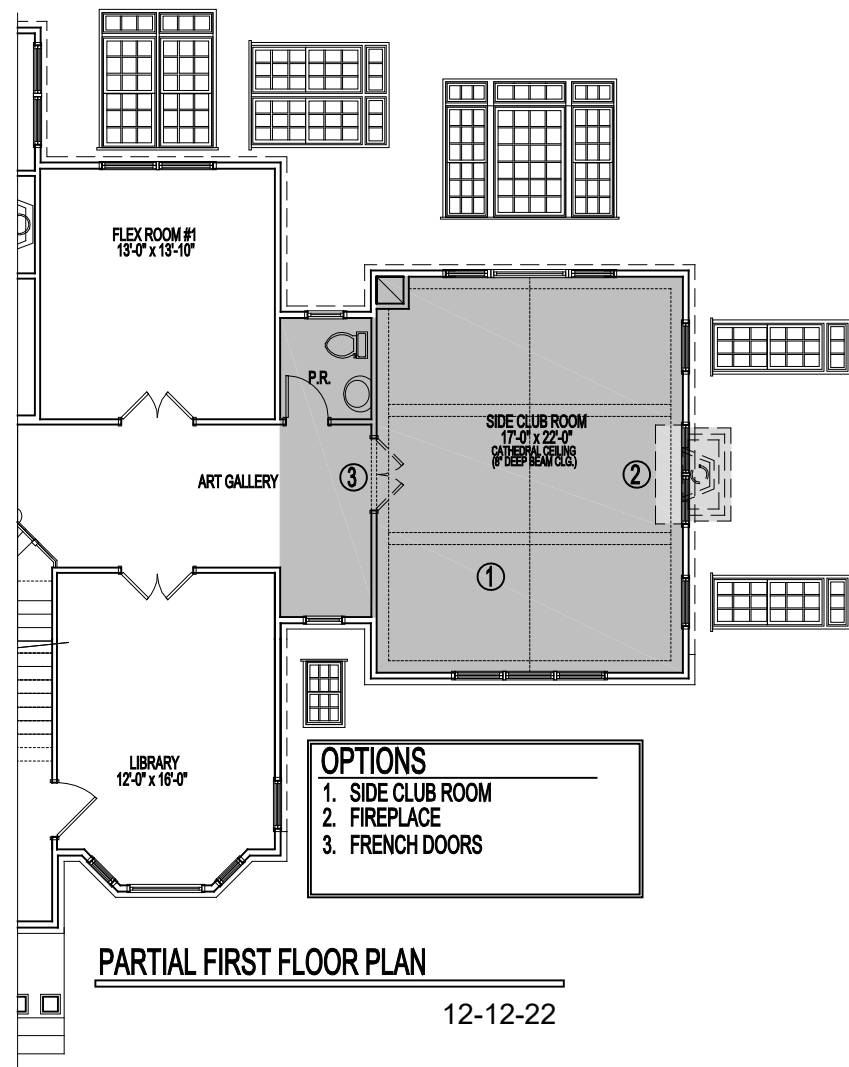 FLEX ROOM #1
13'-0" x 13'-10"
P.R.
SIDE CLUB ROOM
17'-0" x 22'-0"
CATHEDRAL CEILING
(6" DEEP BEAM CLG.)
ART GALLERY
3
2
1
LIBRARY
12'-0" x 16'-0"
OPTIONS
1. SIDE CLUB ROOM
2. FIREPLACE
3. FRENCH DOORS
PARTIAL FIRST FLOOR PLAN
12-12-22